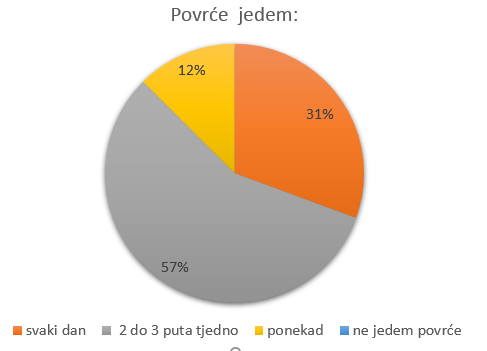 Povrće jedem:
12%
31%
57%
svaki dan 2 do 3 puta tjedno ponekad ne jedem povrće